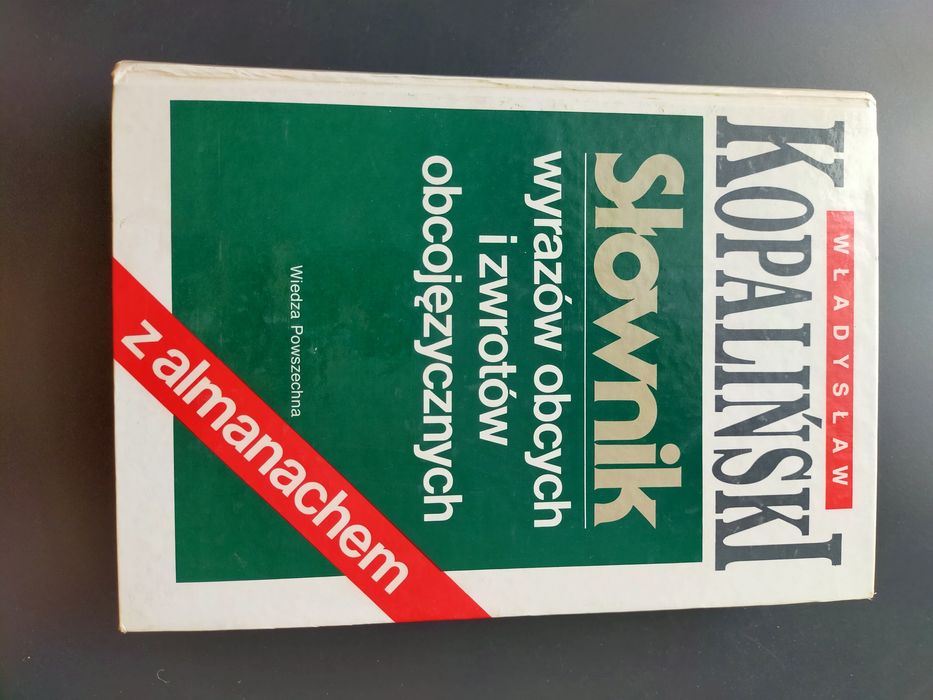 WŁADYSŁAW
KOPALIŃSKI
Słownik
wyrazów obcych
i zwrotów
obcojęzycznych
Wiedza Powszechna
z almanachem